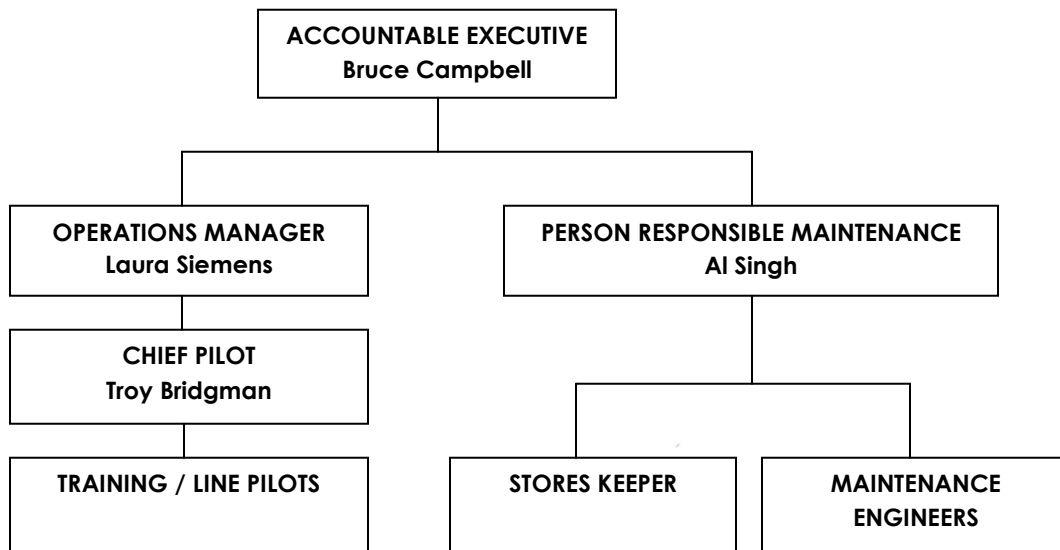 ACCOUNTABLE EXECUTIVE
Bruce Campbell
OPERATIONS MANAGER
Laura Siemens
PERSON RESPONSIBLE MAINTENANCE
Al Singh
CHIEF PILOT
Troy Bridgman
TRAINING / LINE PILOTS
STORES KEEPER
MAINTENANCE
ENGINEERS